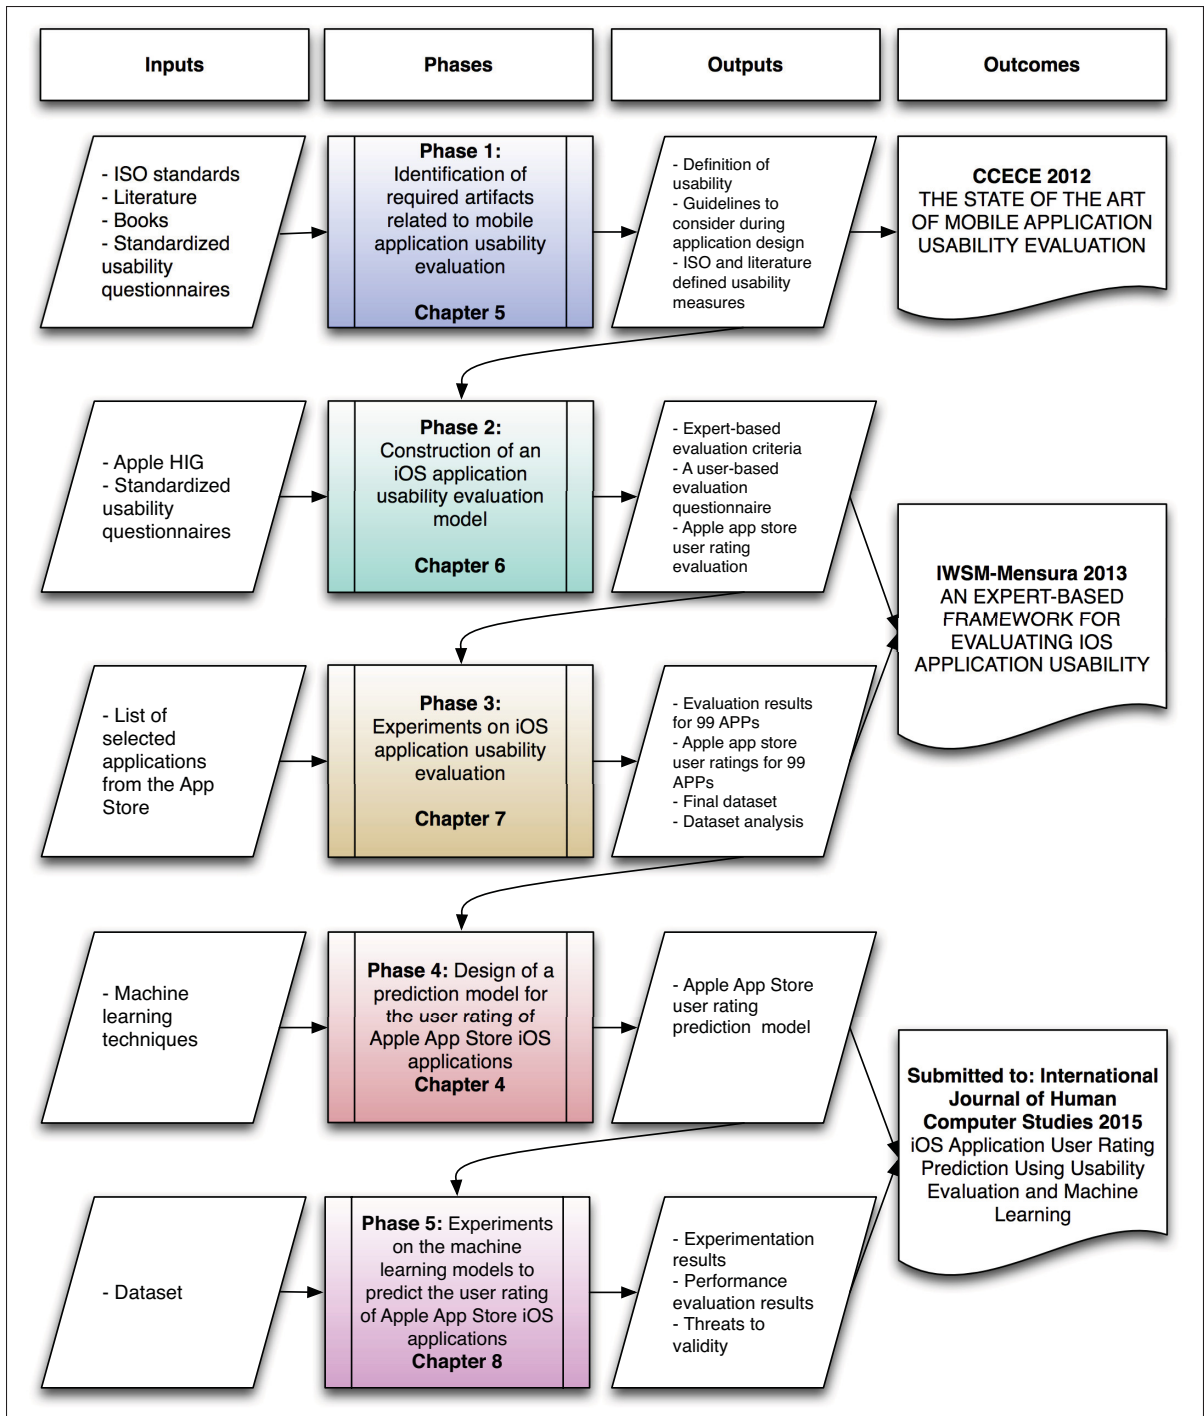 Inputs
Phases
Outputs
Outcomes
- ISO standards
- Literature
- Books
- Standardized
usability
questionnaires
Phase 1:
Identification of
required artifacts
related to mobile
application usability
evaluation
Chapter 5
- Definition of
usability
- Guidelines to
consider during
application design
- ISO and literature
defined usability
measures
CCECE 2012
THE STATE OF THE ART
OF MOBILE APPLICATION
USABILITY EVALUATION
- Apple HIG
- Standardized
usability
questionnaires
Phase 2:
Construction of an
iOS application
usability evaluation
model
Chapter 6
- Expert-based
evaluation criteria
- A user-based
evaluation
questionnaire
- Apple app store
user rating
evaluation
IWSM-Mensura 2013
AN EXPERT-BASED
FRAMEWORK FOR
EVALUATING IOS
APPLICATION USABILITY
- List of
selected
applications
from the App
Store
Phase 3:
Experiments on iOS
application usability
evaluation
Chapter 7
- Evaluation results
for 99 APPs
- Apple app store
user ratings for 99
APPs
- Final dataset
- Dataset analysis
- Machine
learning
techniques
Phase 4: Design of a
prediction model for
the user rating of
Apple App Store iOS
applications
Chapter 4
- Apple App Store
user rating
prediction model
Submitted to: International
Journal of Human
Computer Studies 2015
iOS Application User Rating
Prediction Using Usability
Evaluation and Machine
Learning
- Dataset
Phase 5: Experiments
on the machine
learning models to
predict the user rating
of Apple App Store iOS
applications
Chapter 8
- Experimentation
results
- Performance
evaluation results
- Threats to
validity